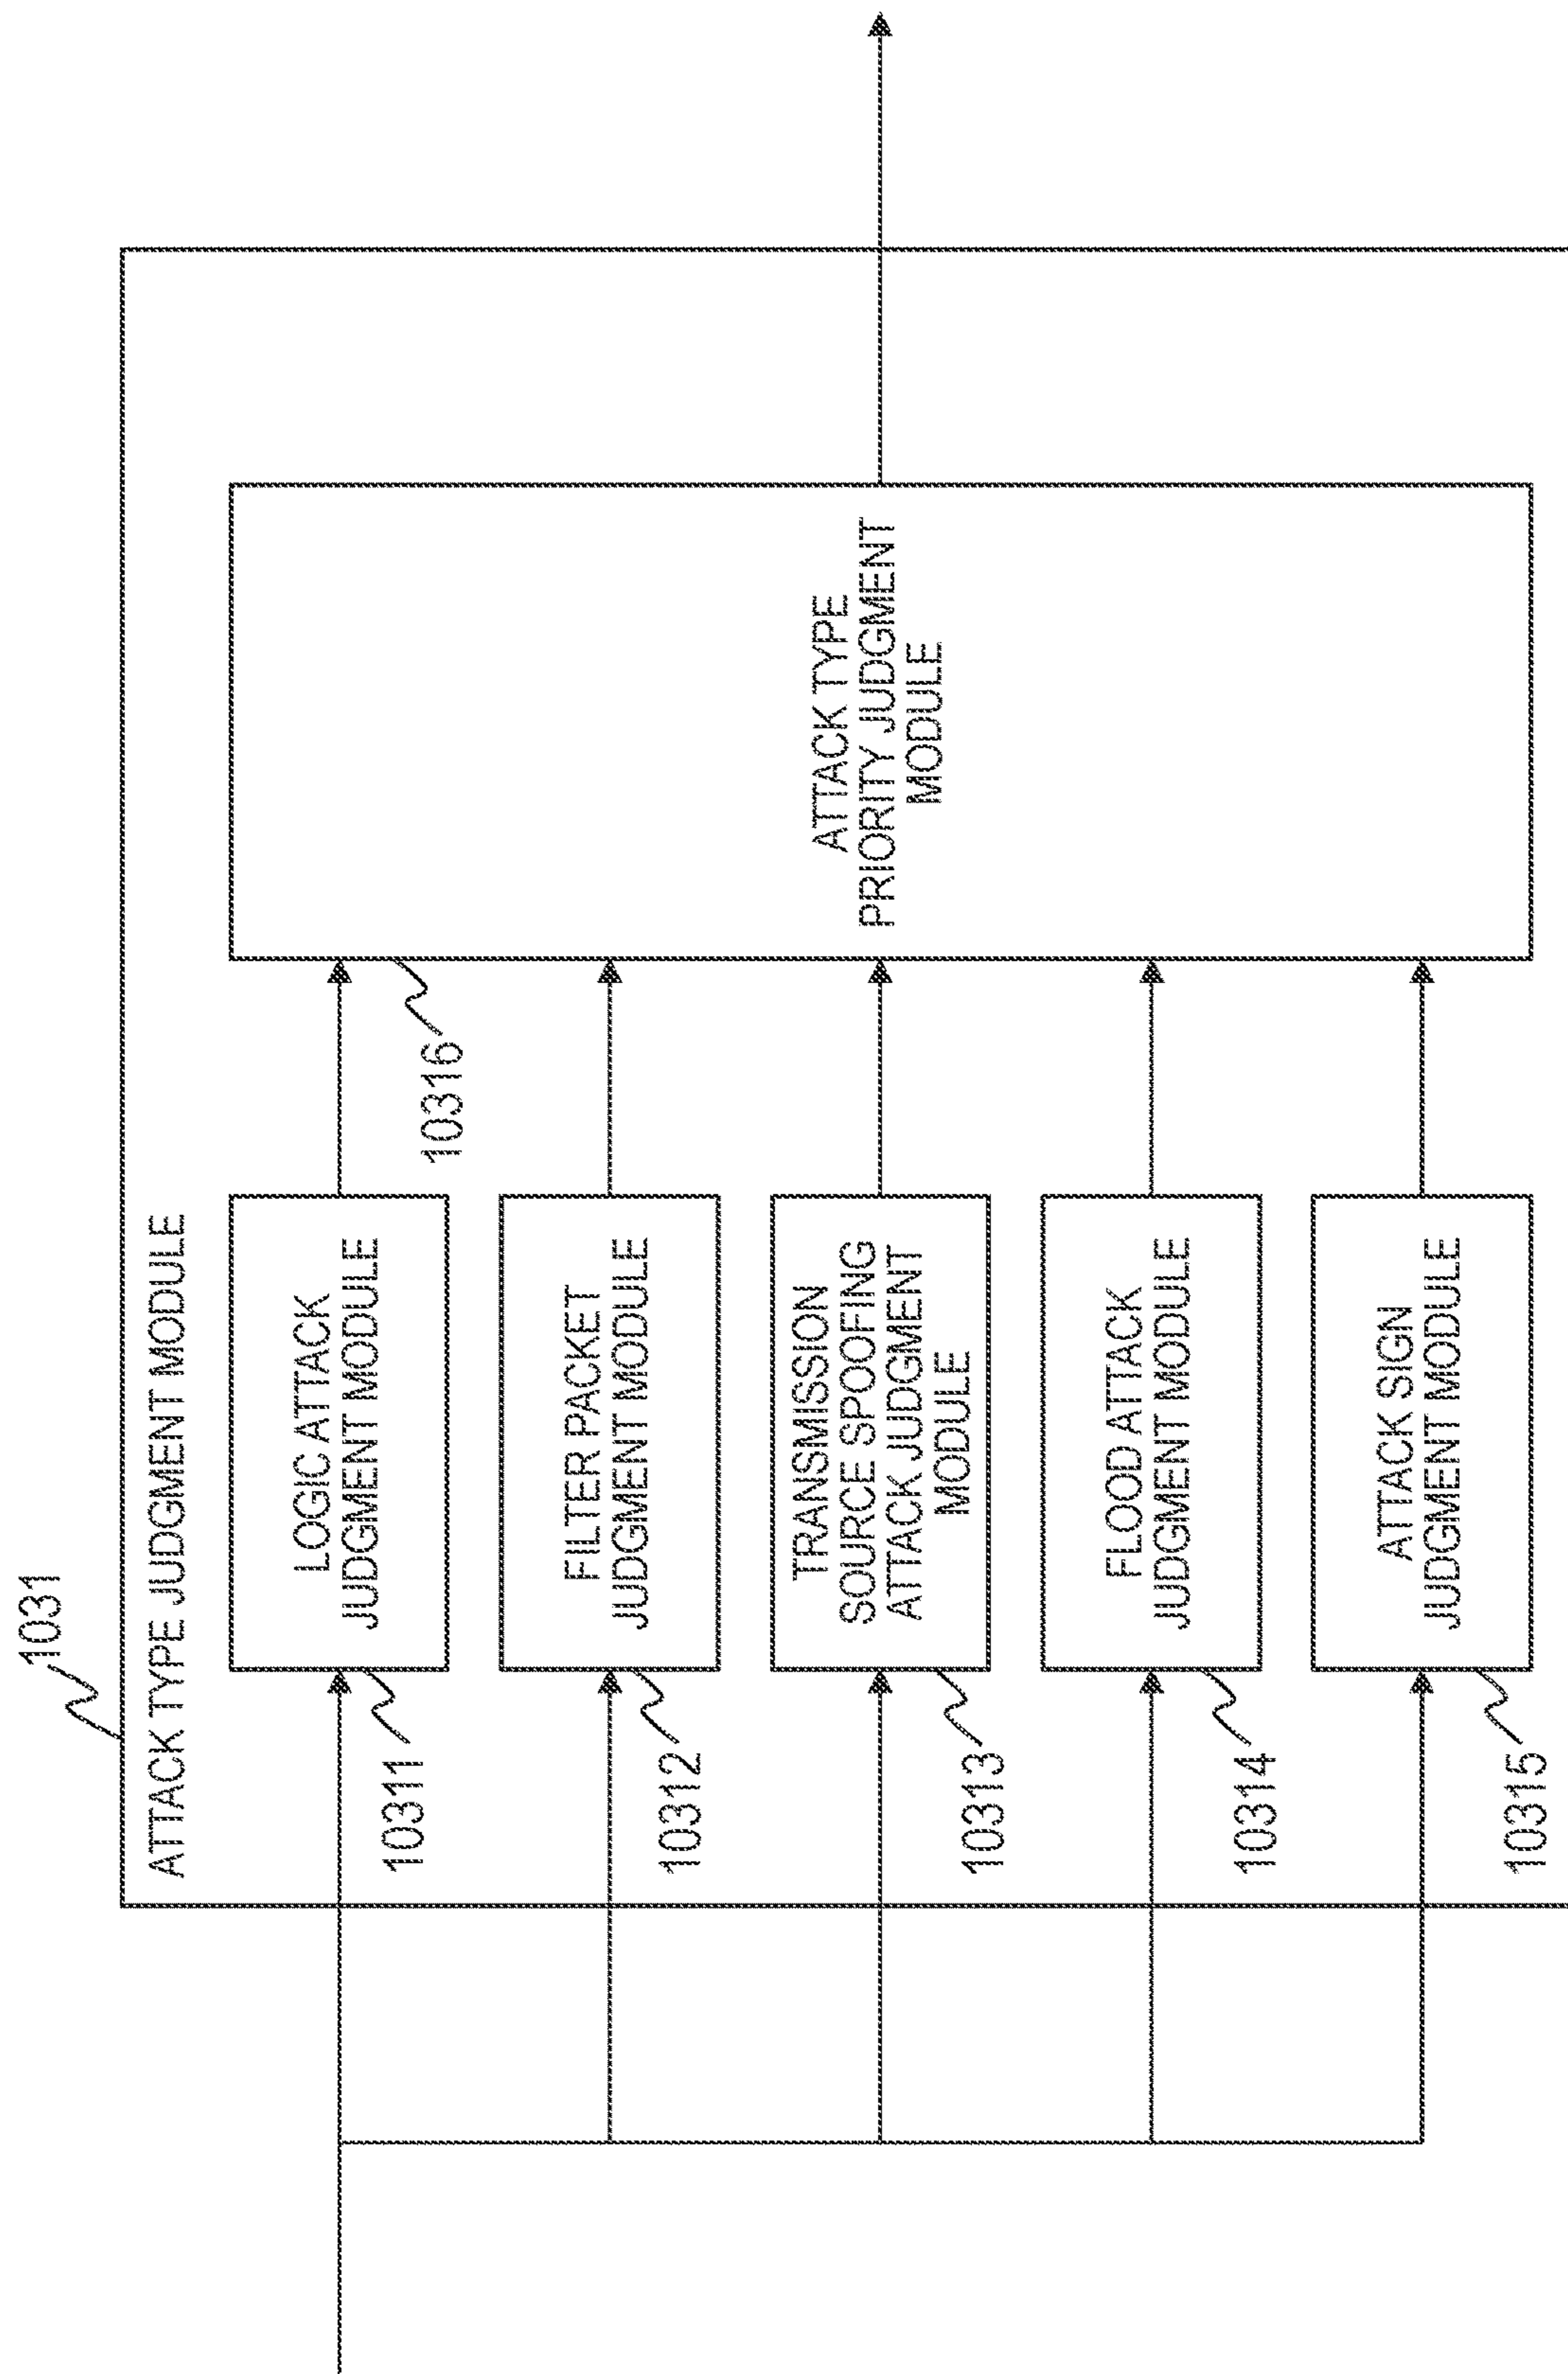 1031
ATTACK TYPE JUDGMENT MODULE
10311
LOGIC ATTACK
JUDGMENT MODULE
10316
10312
FILTER PACKET
JUDGMENT MODULE
10313
TRANSMISSION
SOURCE SPOOFING
ATTACK JUDGMENT
MODULE
ATTACK TYPE
PRIORITY JUDGMENT
MODULE
10314
FLOOD ATTACK
JUDGMENT MODULE
10315
ATTACK SIGN
JUDGMENT MODULE